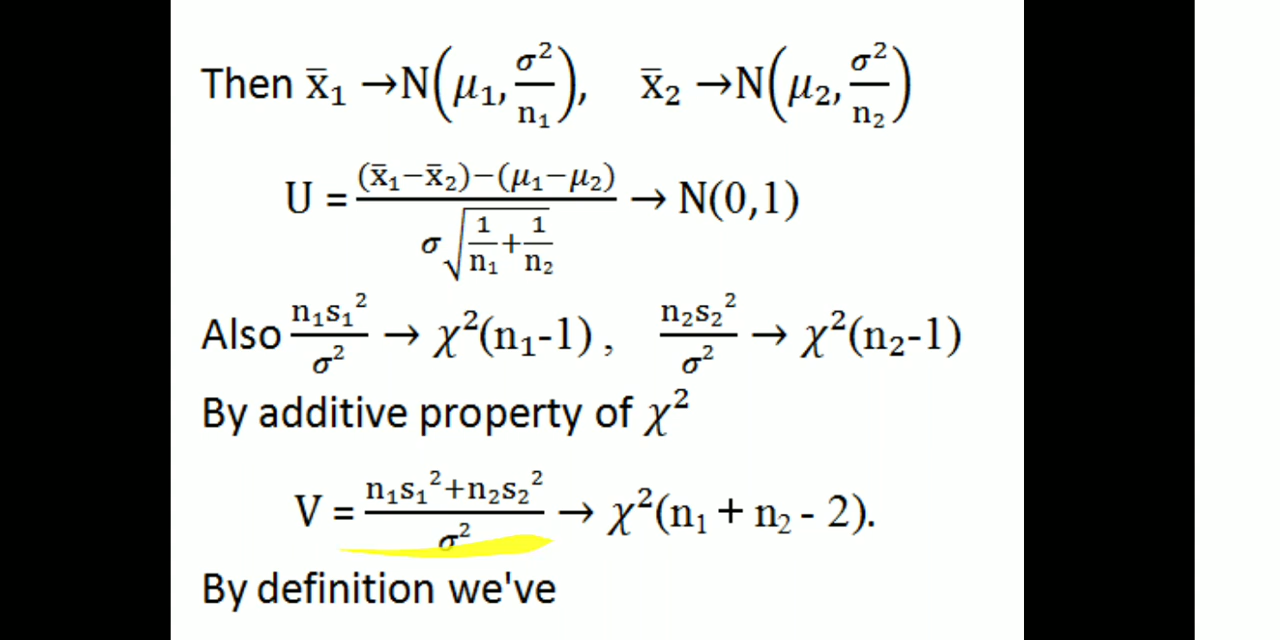 Then x̄₁ →N(μ₁, σ²/n₁), x̄₂ →N(μ₂, σ²/n₂)
U = (x̄₁−x̄₂)−(μ₁−μ₂) / σ√(1/n₁+1/n₂) → N(0,1)
Also n₁s₁²/σ² → χ²(n₁-1) , n₂s₂²/σ² → χ²(n₂-1)
By additive property of χ²
V = n₁s₁²+n₂s₂²/σ² → χ²(n₁ + n₂ - 2).
By definition we've